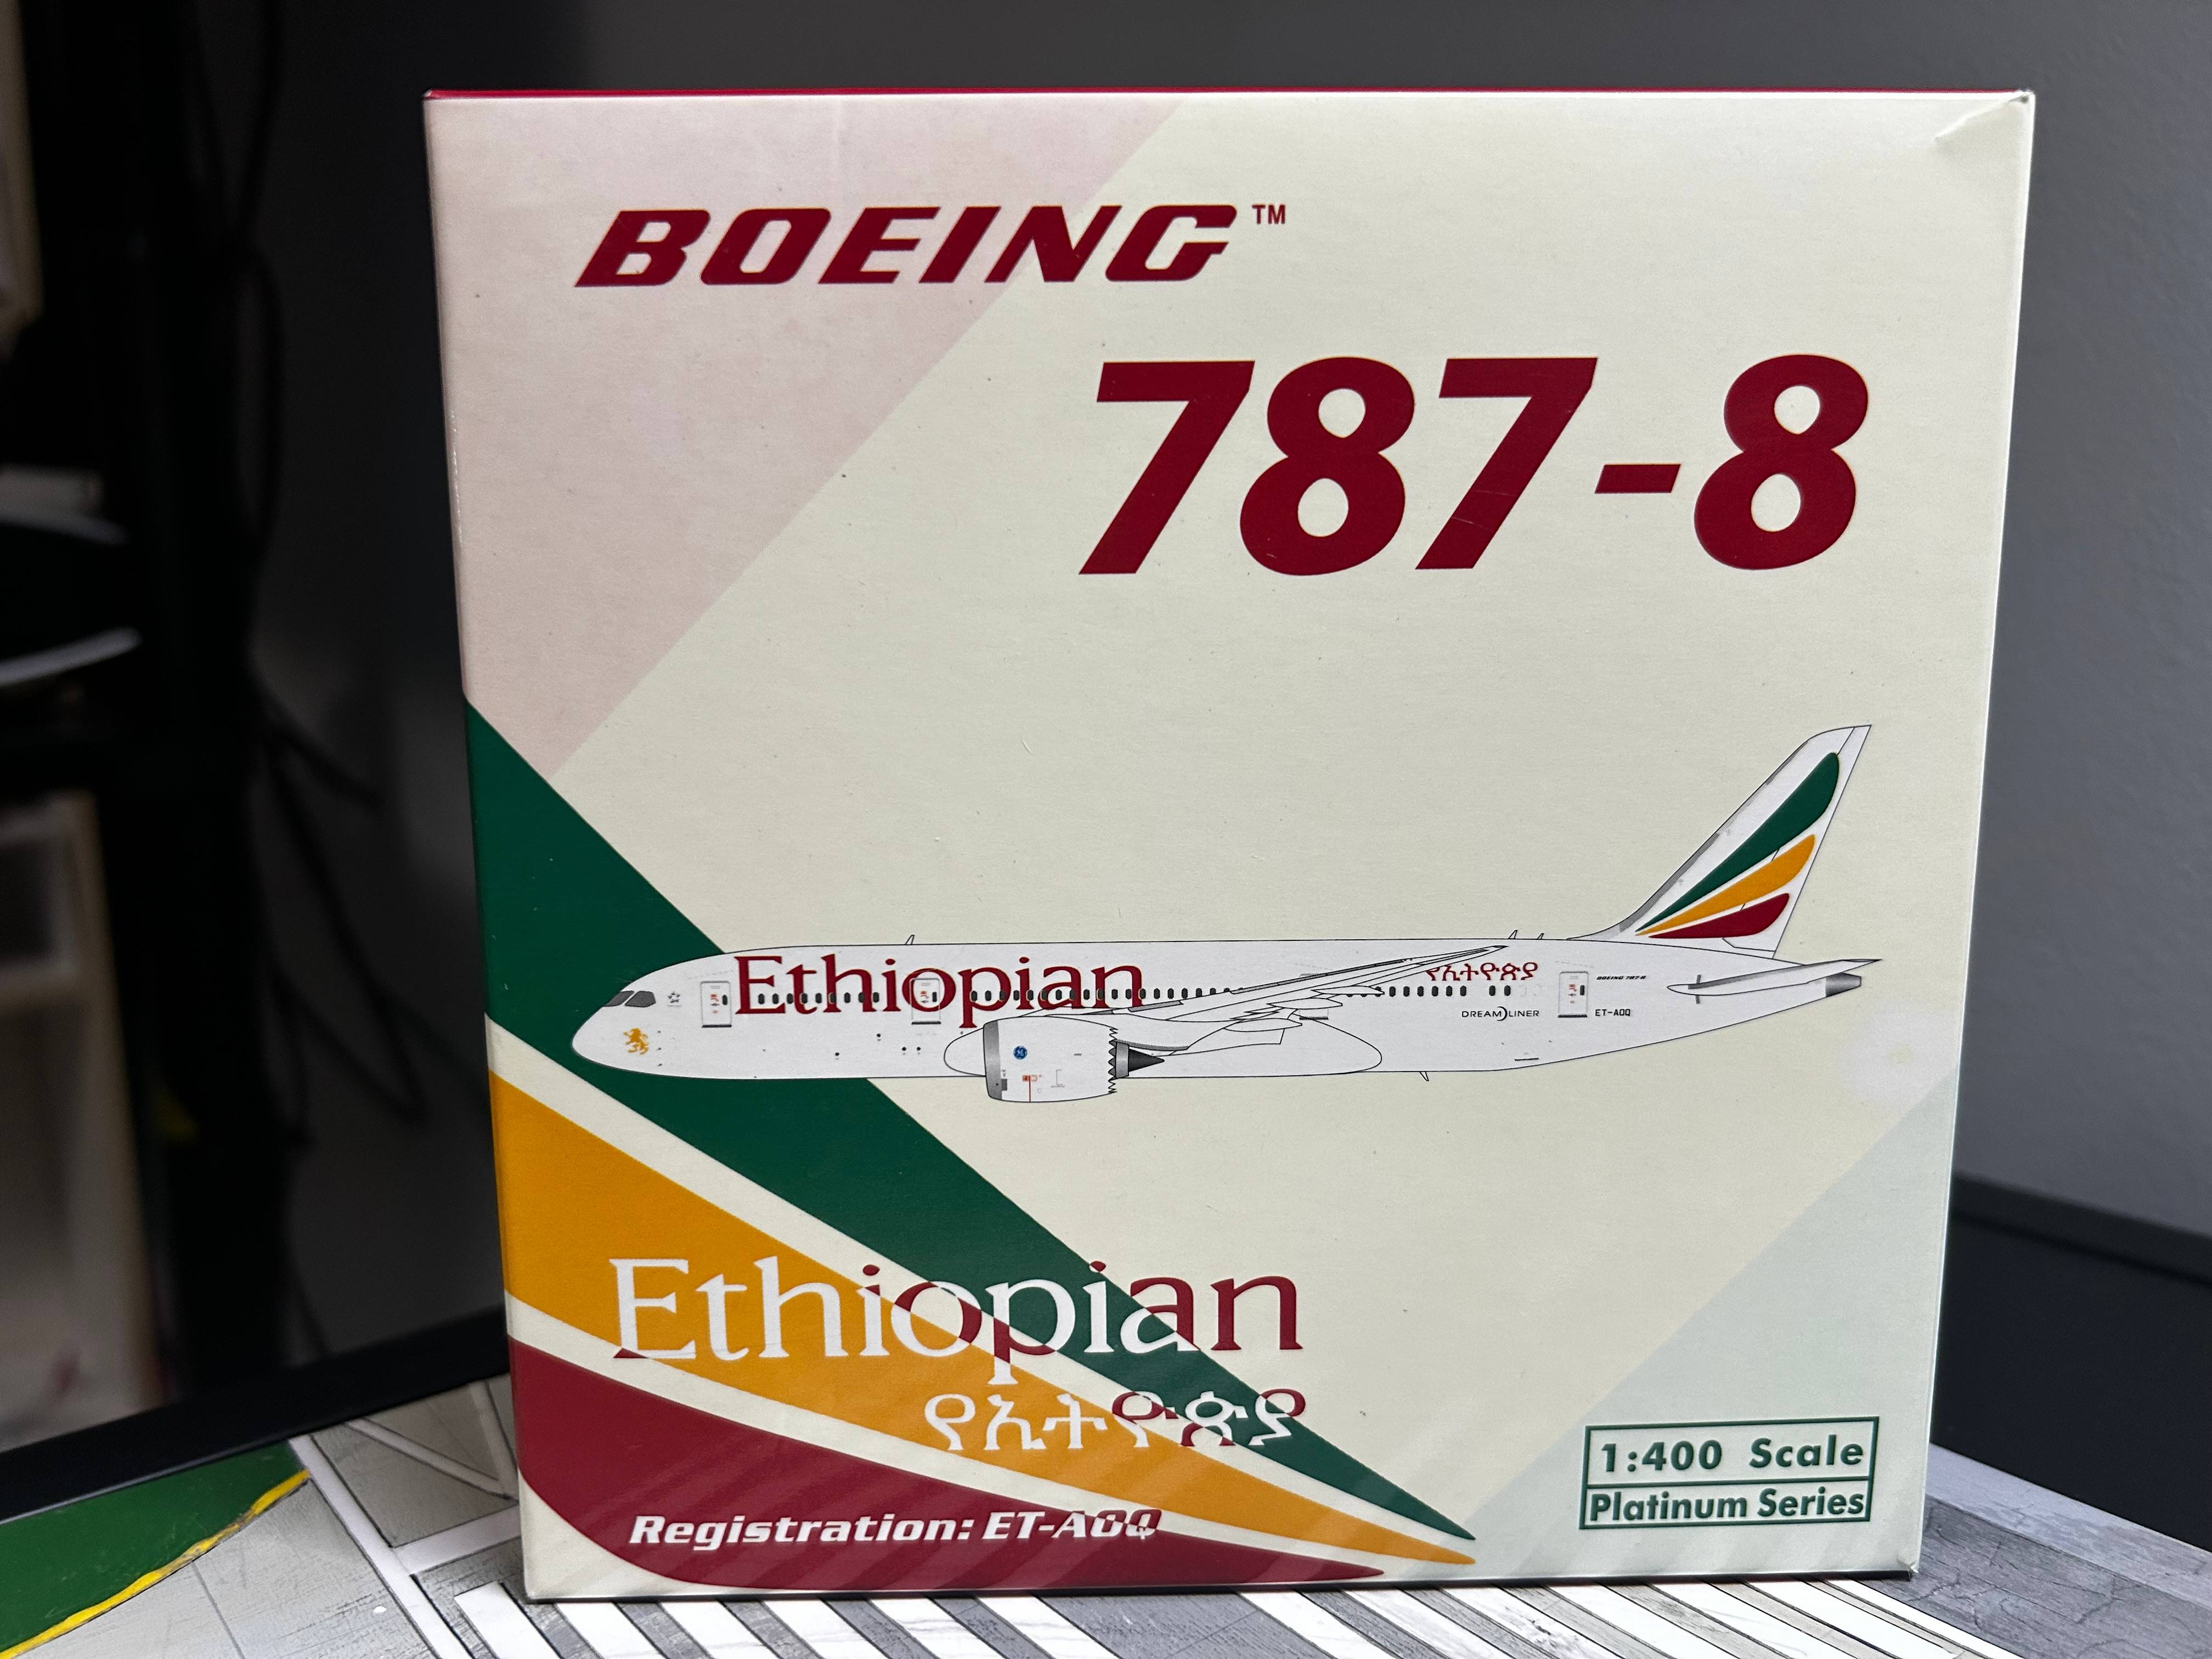 BOEING™
787-8
Ethiopian
የኢትዮጵያ
BOEING 787-8
DREAMLINER
ET-AOQ
Ethiopian
የኢትዮጵያ
Registration: ET-AOQ
1:400 Scale
Platinum Series